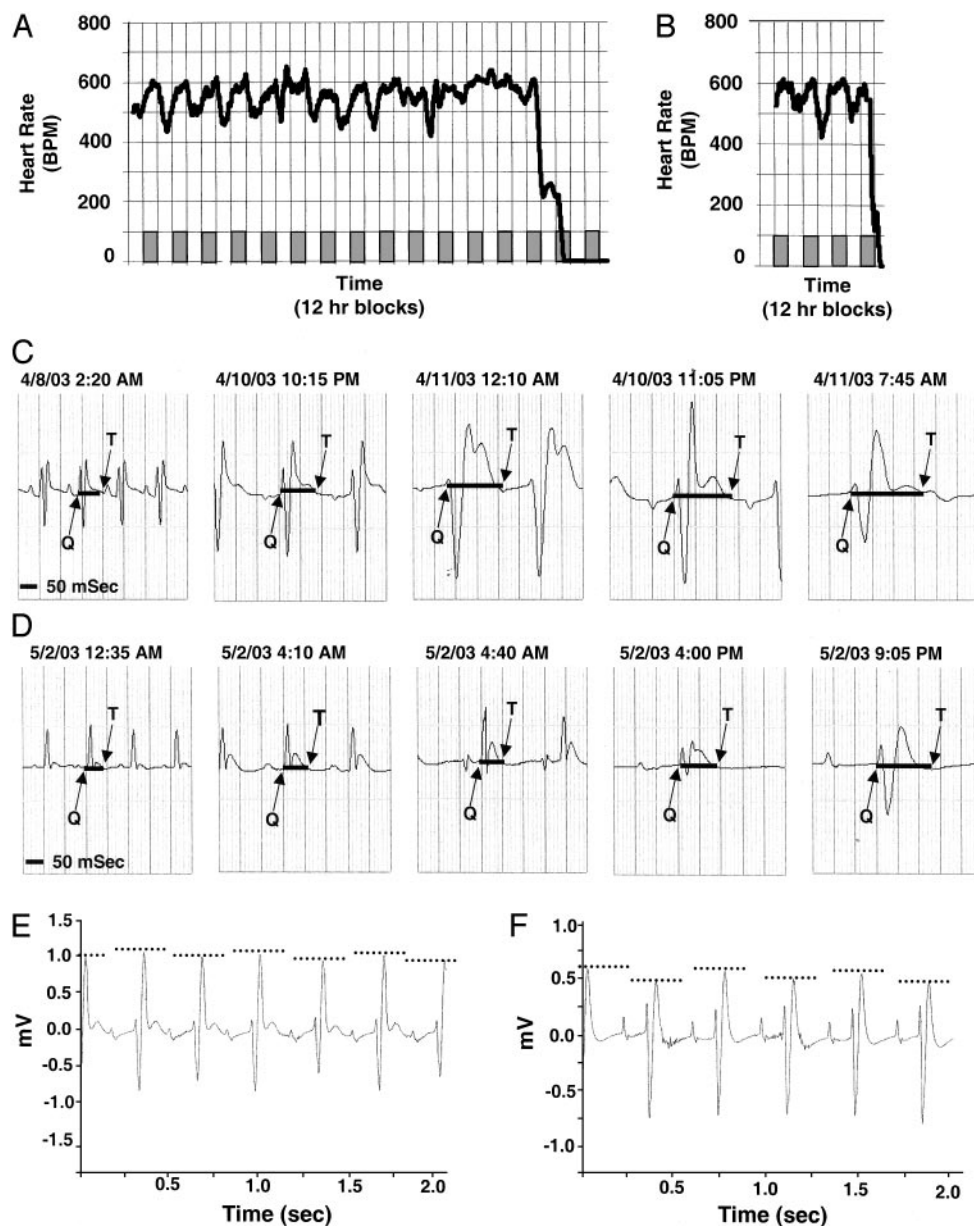 A
800
600
400
200
0
Heart Rate
(BPM)
Time
(12 hr blocks)
B
800
600
400
200
0
Heart Rate
(BPM)
Time
(12 hr blocks)
C
4/8/03 2:20 AM
4/10/03 10:15 PM
4/11/03 12:10 AM
4/10/03 11:05 PM
4/11/03 7:45 AM
T
T
T
T
T
Q
Q
Q
Q
Q
50 mSec
D
5/2/03 12:35 AM
5/2/03 4:10 AM
5/2/03 4:40 AM
5/2/03 4:00 PM
5/2/03 9:05 PM
T
T
T
T
T
Q
Q
Q
Q
Q
50 mSec
E
1.5
1.0
0.5
0.0
-0.5
-1.0
-1.5
mV
0.5
1.0
1.5
2.0
Time (sec)
F
1.0
0.5
0.0
-0.5
-1.0
mV
0.5
1.0
1.5
2.0
Time (sec)